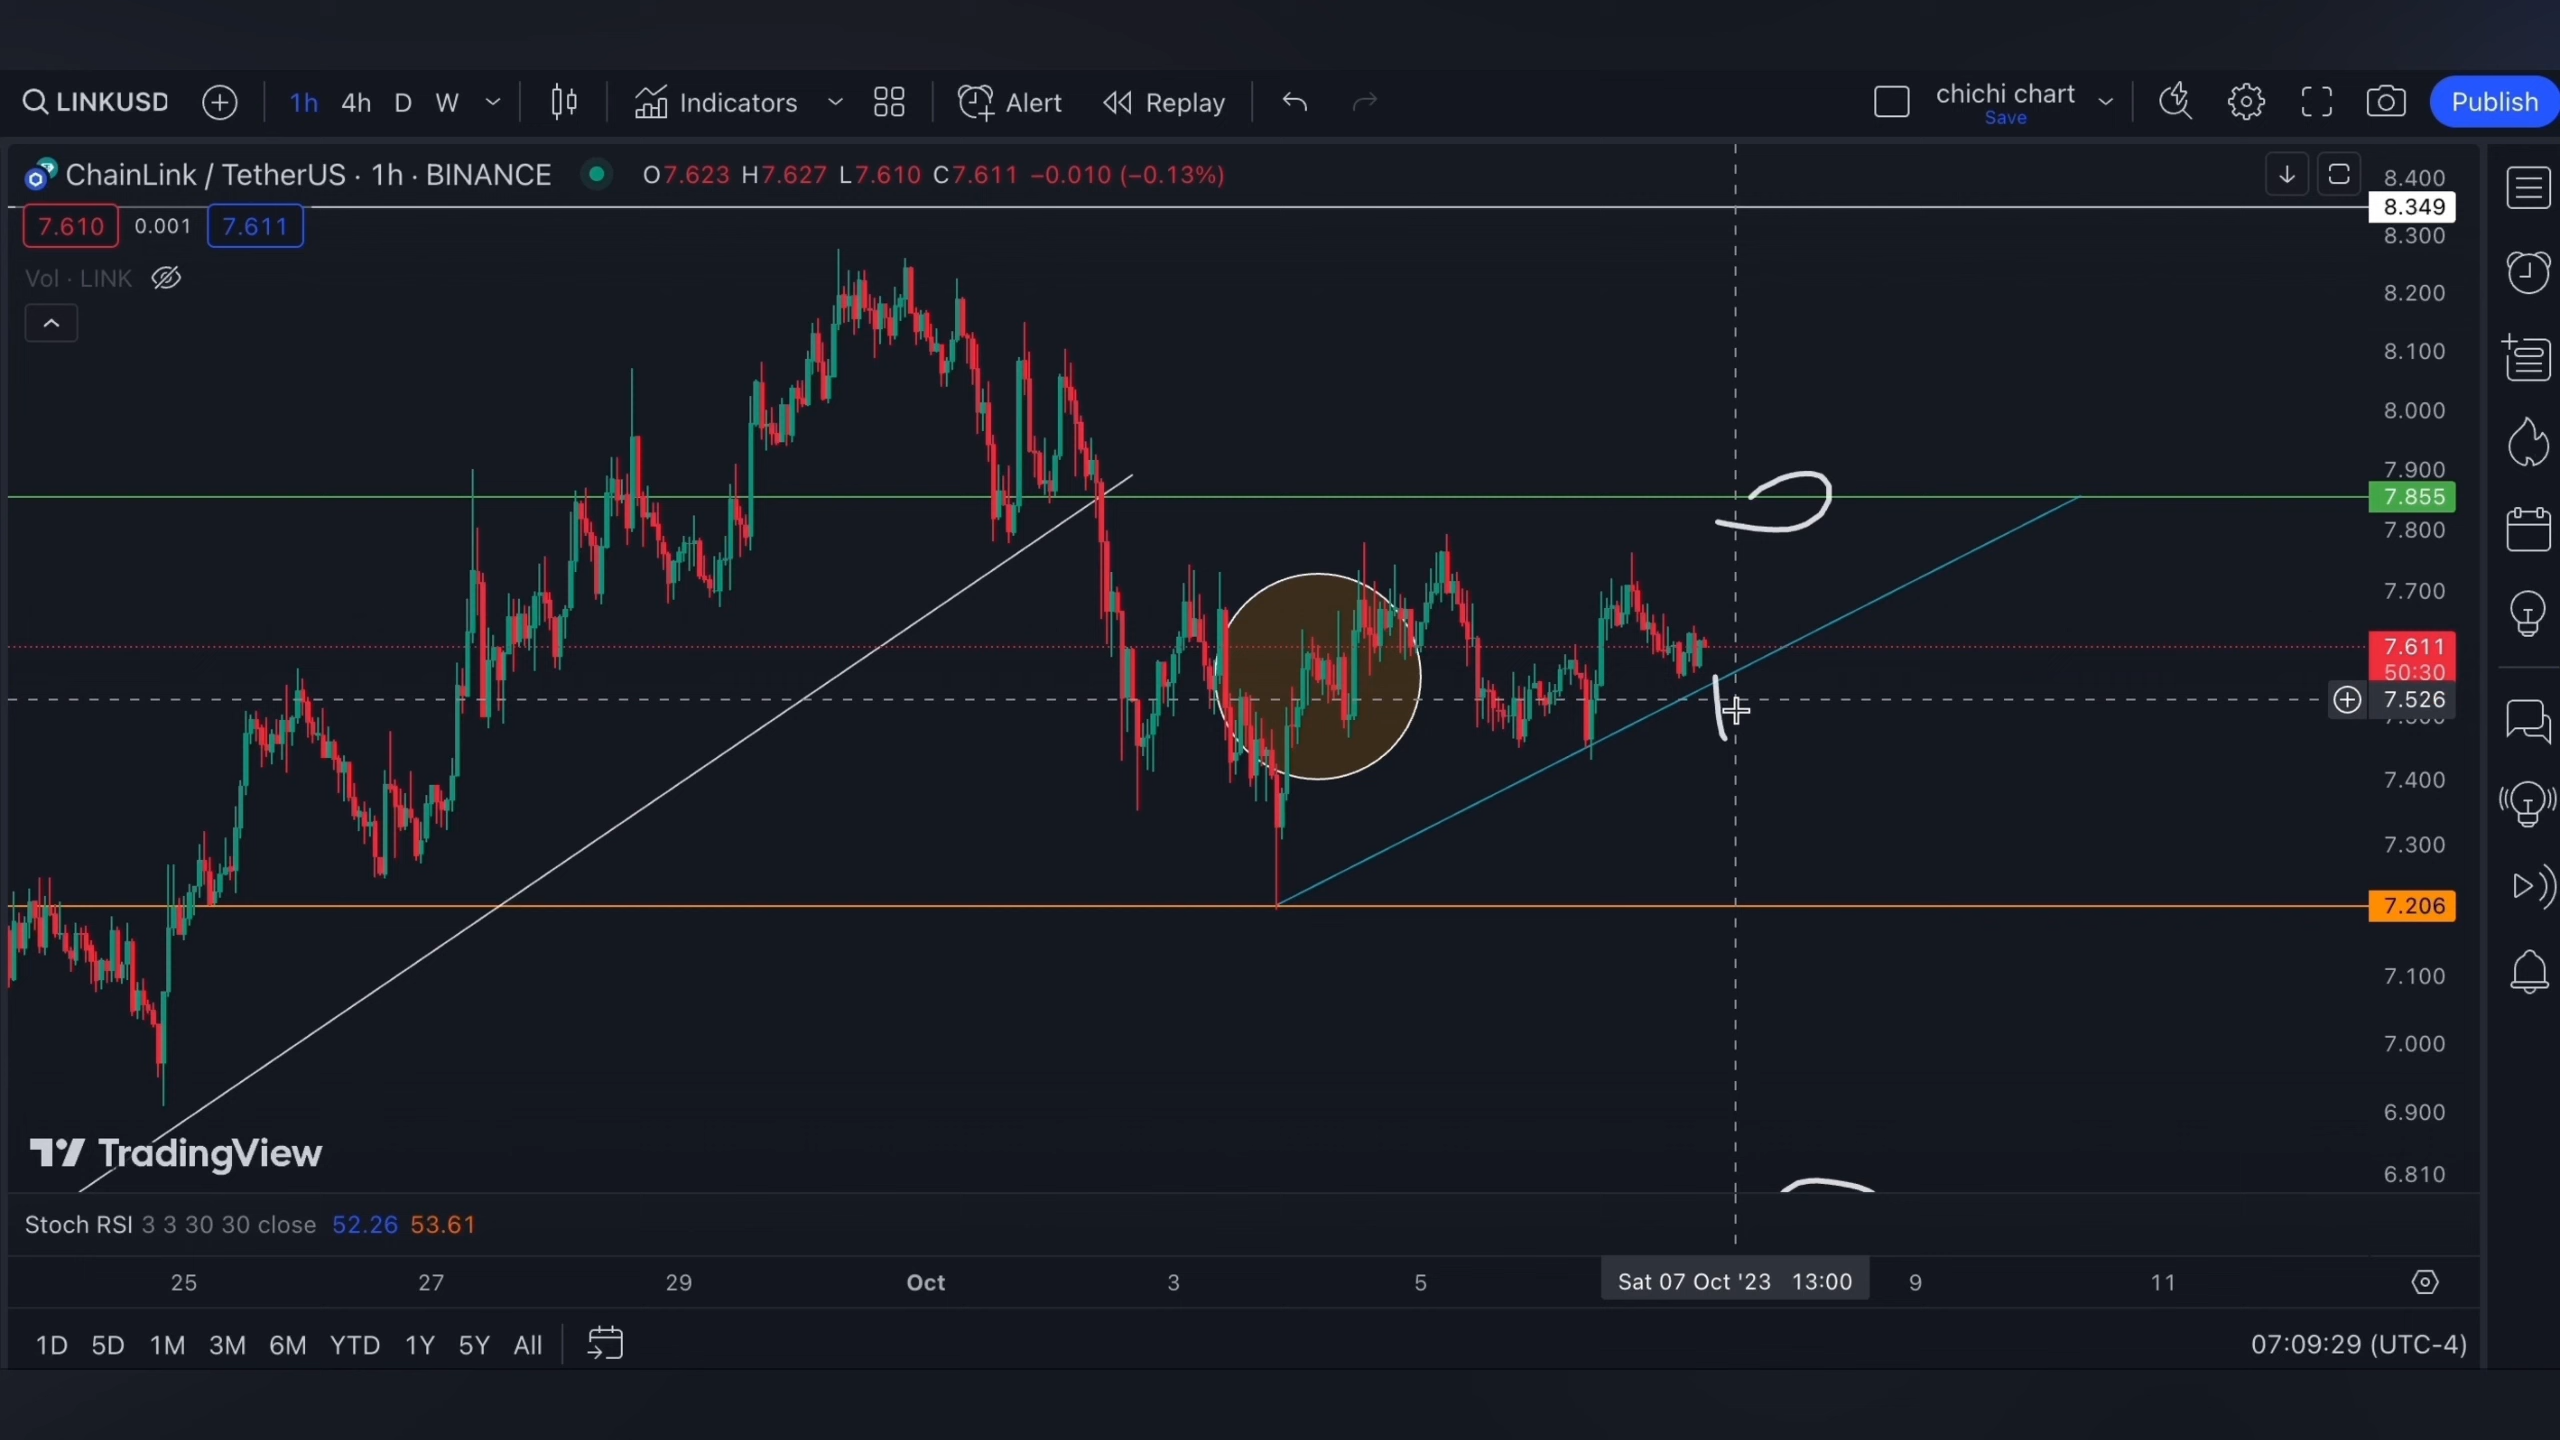 LINKUSD 1h 4h D W Indicators Alert Replay chichi chart Save Publish
ChainLink / TetherUS · 1h · BINANCE O7.623 H7.627 L7.610 C7.611 −0.010 (−0.13%)
7.610 0.001 7.611
Vol · LINK
8.400
8.349
8.300
8.200
8.100
8.000
7.900
7.855
7.800
7.700
7.611
50:30
7.526
7.400
7.300
7.206
7.100
7.000
6.900
6.810
TradingView
Stoch RSI 3 3 30 30 close 52.26 53.61
25 27 29 Oct 3 5 Sat 07 Oct '23 13:00 9 11
1D 5D 1M 3M 6M YTD 1Y 5Y All 07:09:29 (UTC-4)